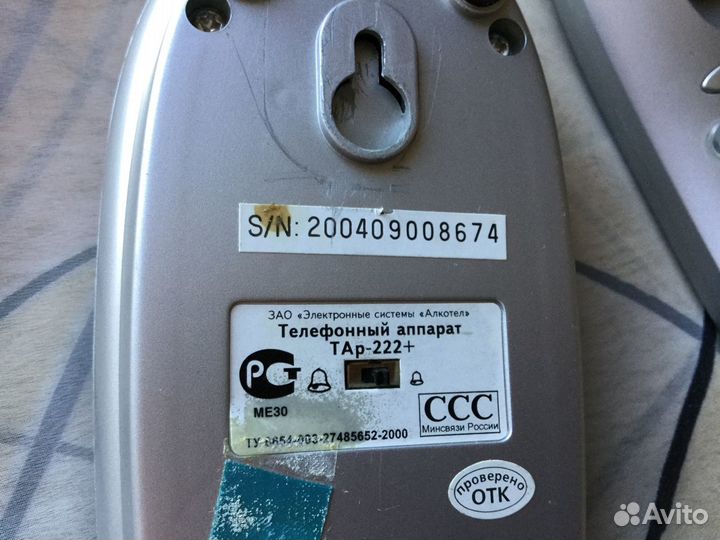 S/N: 200409008674
ЗАО «Электронные системы «Алкотел»
Телефонный аппарат
ТАр-222+
РСТ
МЕ30
ССС
Минсвязи России
ТУ 6654-003-27485652-2000
проверено
ОТК
Avito